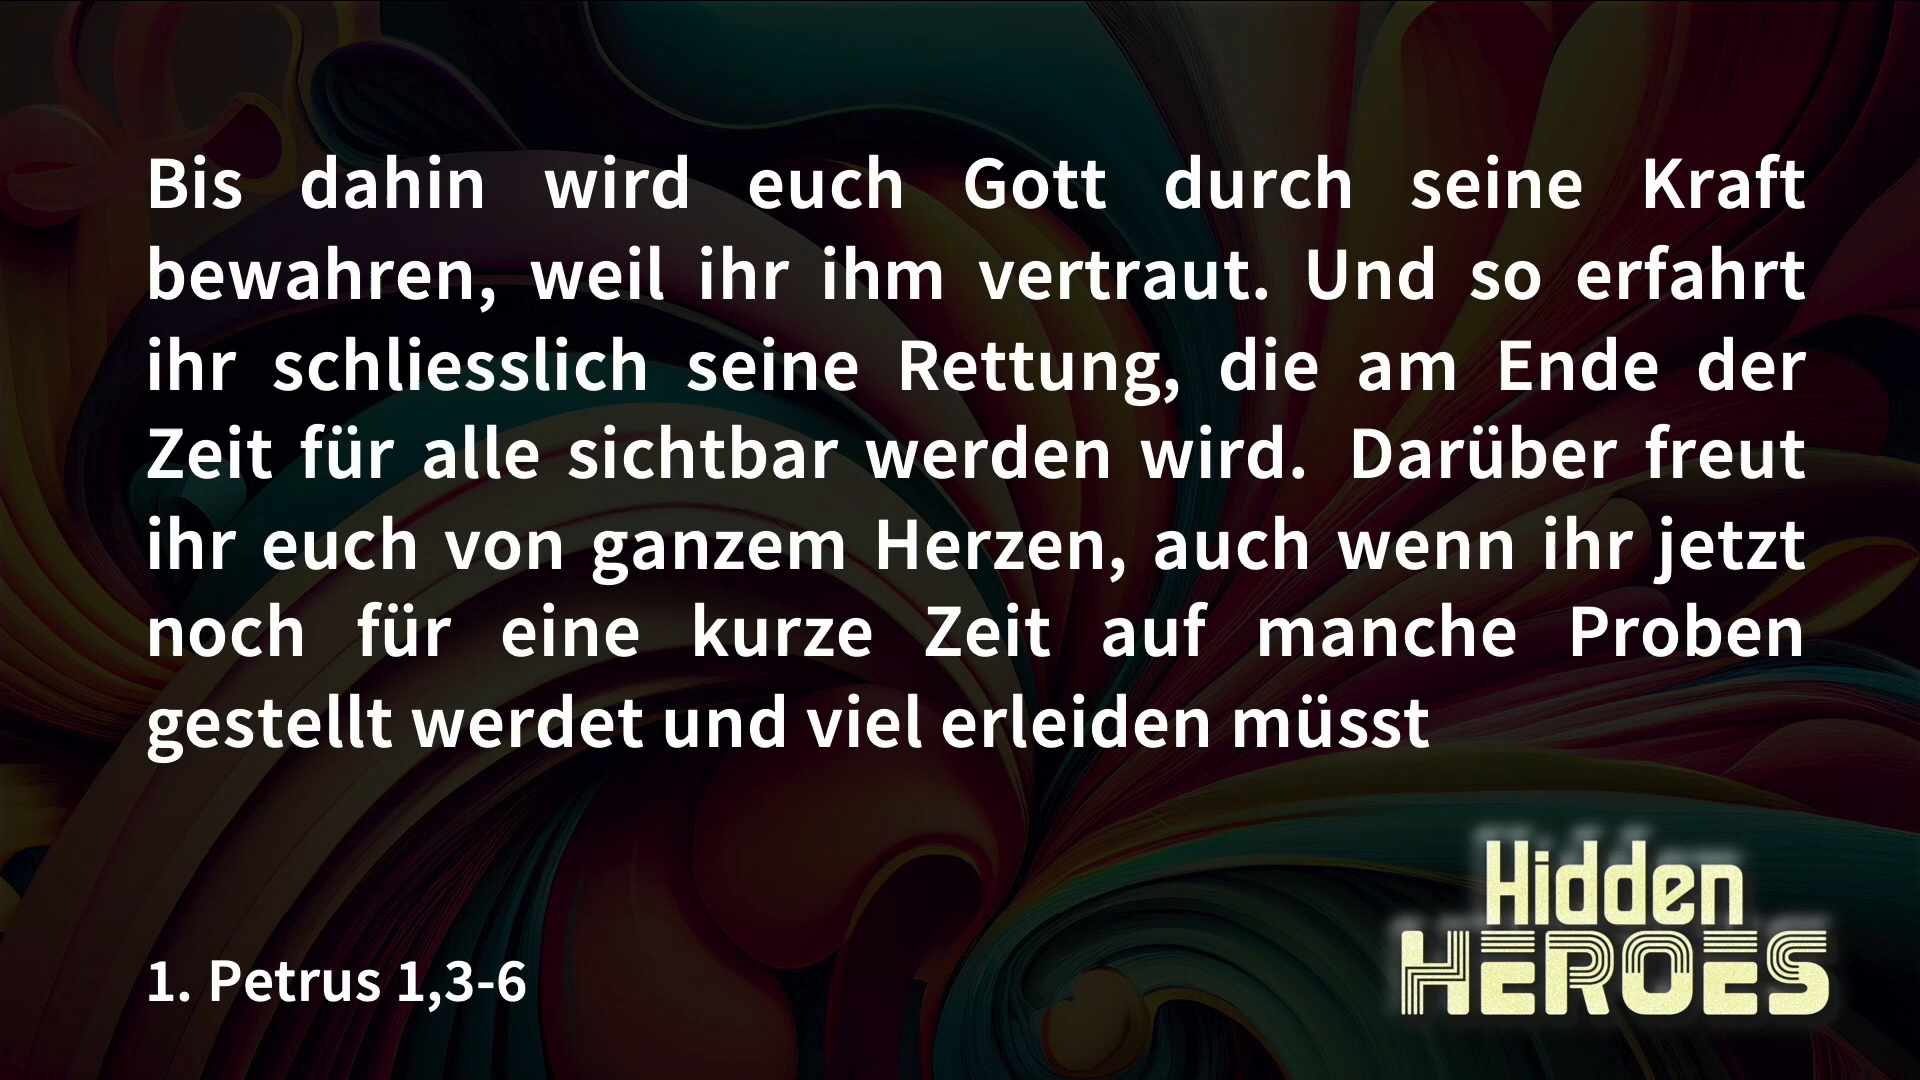 Bis dahin wird euch Gott durch seine Kraft
bewahren, weil ihr ihm vertraut. Und so erfahrt
ihr schliesslich seine Rettung, die am Ende der
Zeit für alle sichtbar werden wird. Darüber freut
ihr euch von ganzem Herzen, auch wenn ihr jetzt
noch für eine kurze Zeit auf manche Proben
gestellt werdet und viel erleiden müsst
1. Petrus 1,3-6
Hidden
HEROES